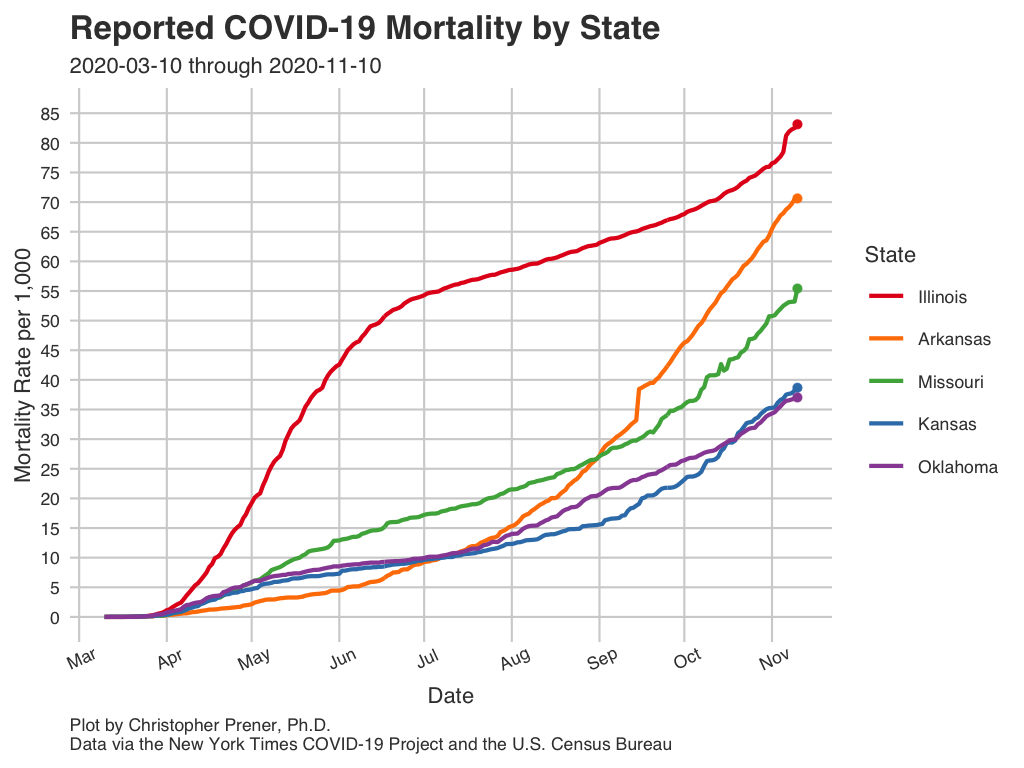 Reported COVID-19 Mortality by State
2020-03-10 through 2020-11-10
Mortality Rate per 1,000
85
80
75
70
65
60
55
50
45
40
35
30
25
20
15
10
5
0
Mar Apr May Jun Jul Aug Sep Oct Nov
Date
State
Illinois
Arkansas
Missouri
Kansas
Oklahoma
Plot by Christopher Prener, Ph.D.
Data via the New York Times COVID-19 Project and the U.S. Census Bureau